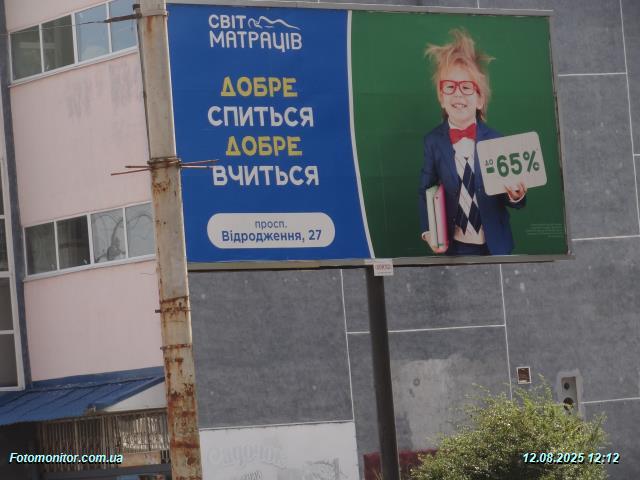 СВІТ
МАТРАЦІВ
ДОБРЕ
СПИТЬСЯ
ДОБРЕ
ВЧИТЬСЯ
просп.
Відродження, 27
ДО
-65%
Fotomonitor.com.ua
12.08.2025 12:12